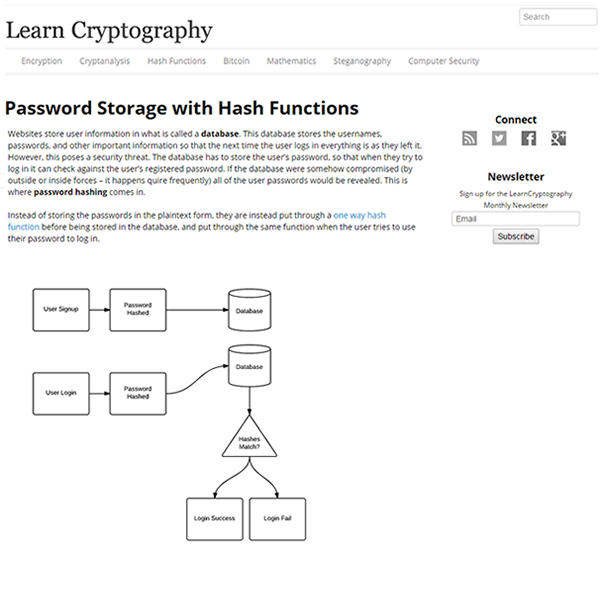 Search
Learn Cryptography
Encryption Cryptanalysis Hash Functions Bitcoin Mathematics Steganography Computer Security
Password Storage with Hash Functions
Websites store user information in what is called a database. This database stores the usernames,
passwords, and other important information so that the next time the user logs in everything is as they left it.
However, this poses a security threat. The database has to store the user's password, so that when they try to
log in it can check against the user's registered password. If the database were somehow compromised (by
outside or inside forces – it happens quire frequently) all of the user passwords would be revealed. This is
where password hashing comes in.
Instead of storing the passwords in the plaintext form, they are instead put through a one way hash
function before being stored in the database, and put through the same function when the user tries to use
their password to log in.
Connect
Newsletter
Sign up for the LearnCryptography
Monthly Newsletter
Email
Subscribe
User Signup
Password
Hashed
Database
User Login
Password
Hashed
Database
Hashes
Match?
Login Success
Login Fail